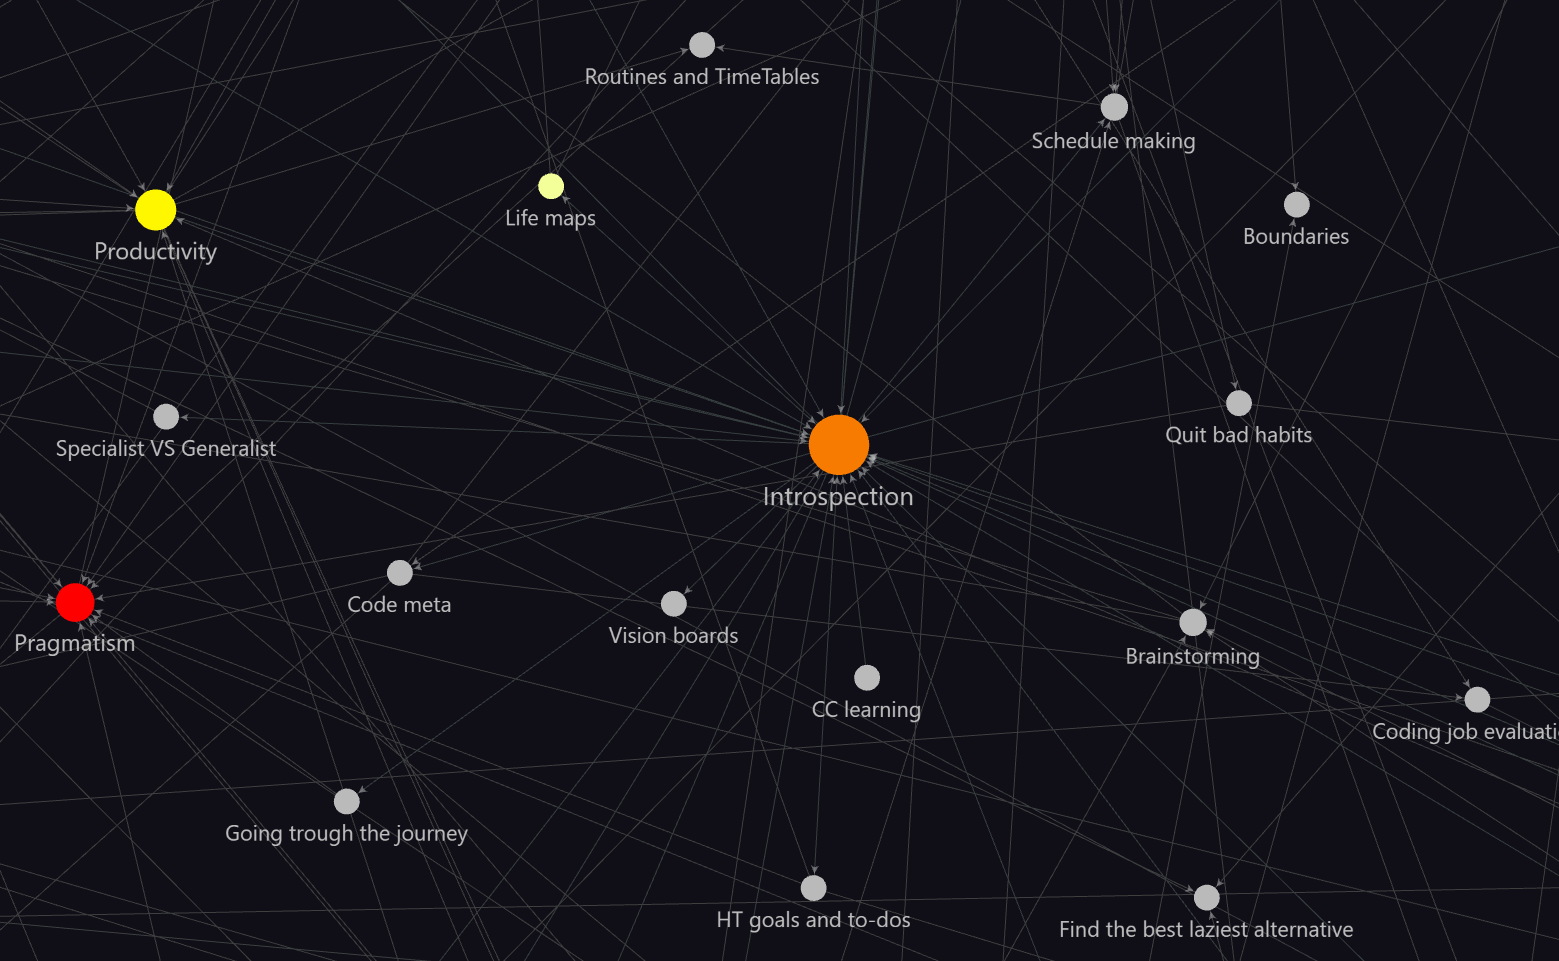 Routines and TimeTables
Schedule making
Life maps
Boundaries
Productivity
Quit bad habits
Specialist VS Generalist
Introspection
Code meta
Vision boards
Pragmatism
Brainstorming
CC learning
Coding job evaluati
Going trough the journey
HT goals and to-dos
Find the best laziest alternative